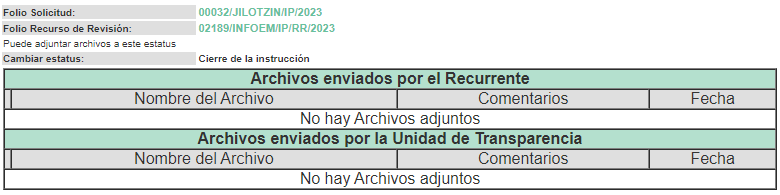 Folio Solicitud: 00032/JILOTZIN/IP/2023
Folio Recurso de Revisión: 02189/INFOEM/IP/RR/2023
Puede adjuntar archivos a este estatus
Cambiar estatus: Cierre de la instrucción
Archivos enviados por el Recurrente
Nombre del Archivo Comentarios Fecha
No hay Archivos adjuntos
Archivos enviados por la Unidad de Transparencia
Nombre del Archivo Comentarios Fecha
No hay Archivos adjuntos